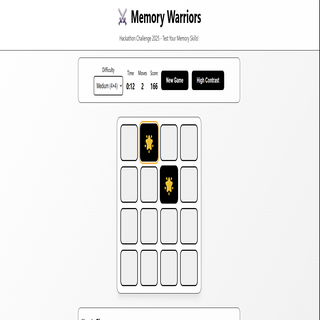 Memory Warriors
Hackathon Challenge 2025 - Test Your Memory Skills!
Difficulty
Medium (4×4)
Time
0:12
Moves
2
Score
166
New Game
High Contrast